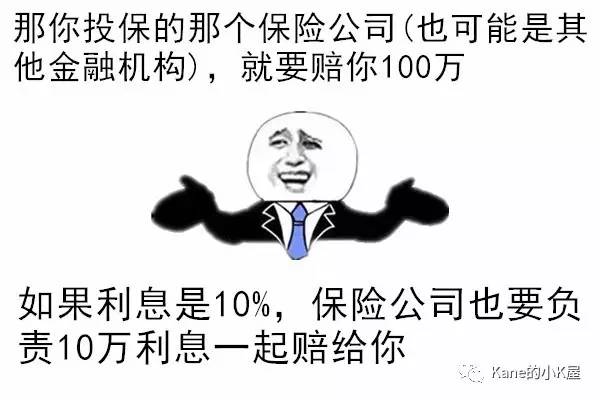 那你投保的那个保险公司(也可能是其
他金融机构)，就要赔你100万
如果利息是10%，保险公司也要负
责10万利息一起赔给你
Kane的小K屋